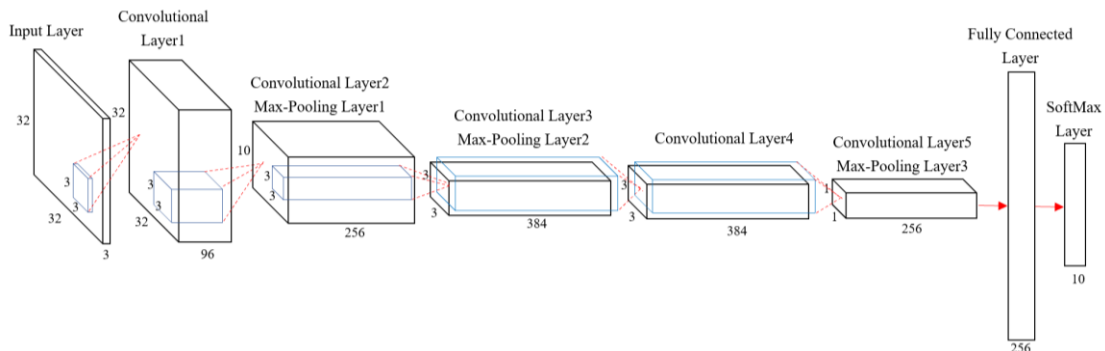 Input Layer
32
3
3
32
3
Convolutional
Layer1
32
3
3
32
96
Convolutional Layer2
Max-Pooling Layer1
10
3
3
256
Convolutional Layer3
Max-Pooling Layer2
3
3
384
Convolutional Layer4
3
3
384
Convolutional Layer5
Max-Pooling Layer3
1
1
256
Fully Connected
Layer
256
SoftMax
Layer
10